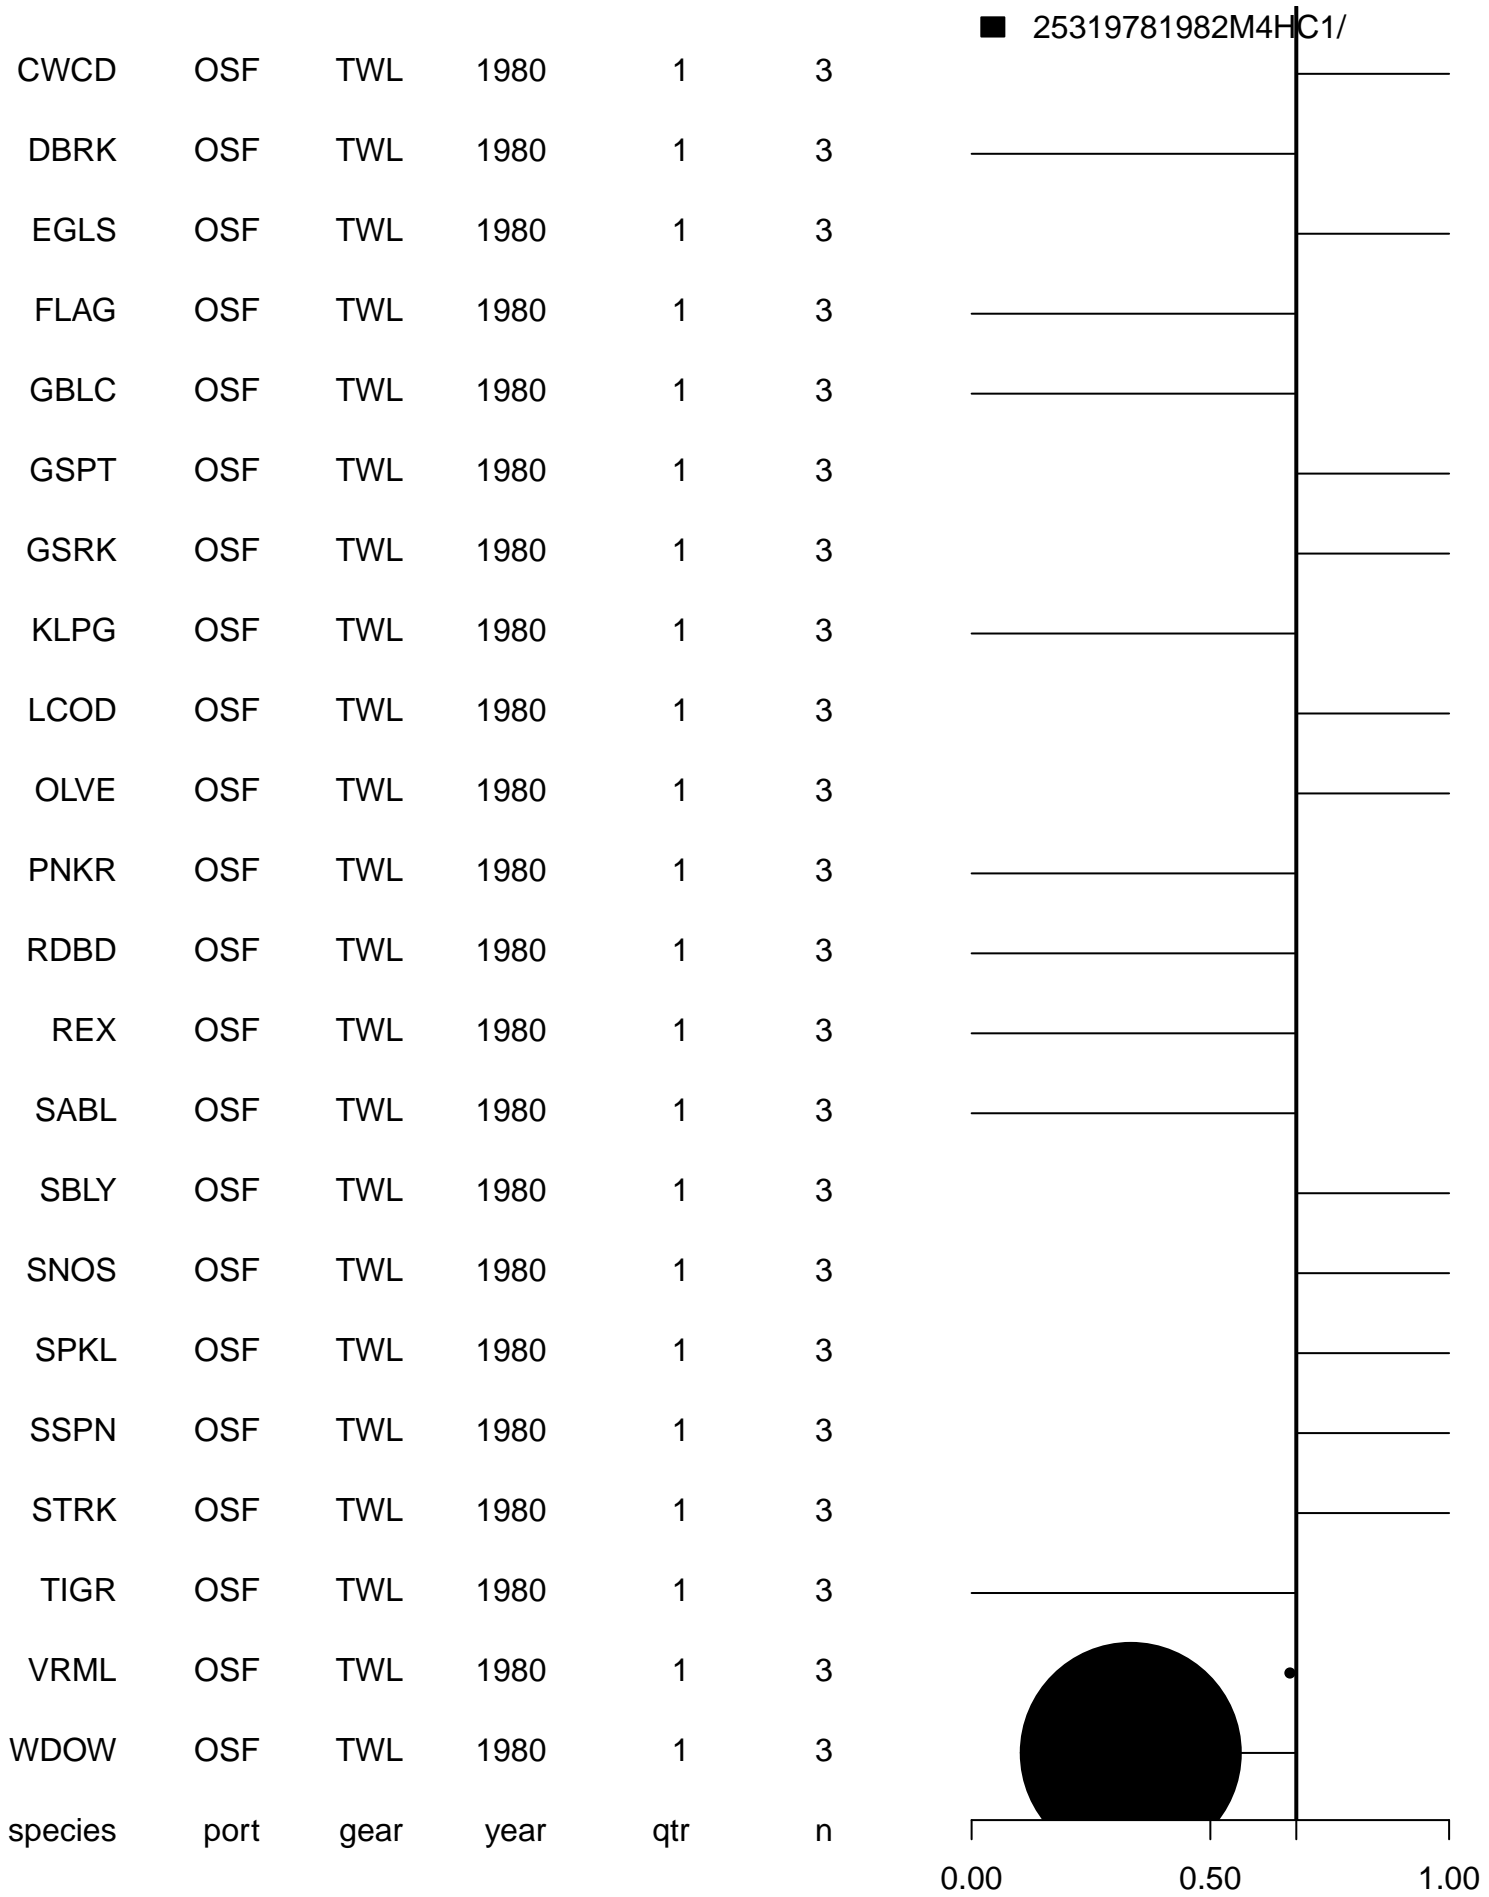 25319781982M4HC1/
CWCD OSF TWL 1980 1 3
DBRK OSF TWL 1980 1 3
EGLS OSF TWL 1980 1 3
FLAG OSF TWL 1980 1 3
GBLC OSF TWL 1980 1 3
GSPT OSF TWL 1980 1 3
GSRK OSF TWL 1980 1 3
KLPG OSF TWL 1980 1 3
LCOD OSF TWL 1980 1 3
OLVE OSF TWL 1980 1 3
PNKR OSF TWL 1980 1 3
RDBD OSF TWL 1980 1 3
REX OSF TWL 1980 1 3
SABL OSF TWL 1980 1 3
SBLY OSF TWL 1980 1 3
SNOS OSF TWL 1980 1 3
SPKL OSF TWL 1980 1 3
SSPN OSF TWL 1980 1 3
STRK OSF TWL 1980 1 3
TIGR OSF TWL 1980 1 3
VRML OSF TWL 1980 1 3
WDOW OSF TWL 1980 1 3
species port gear year qtr n
0.00 0.50 1.00